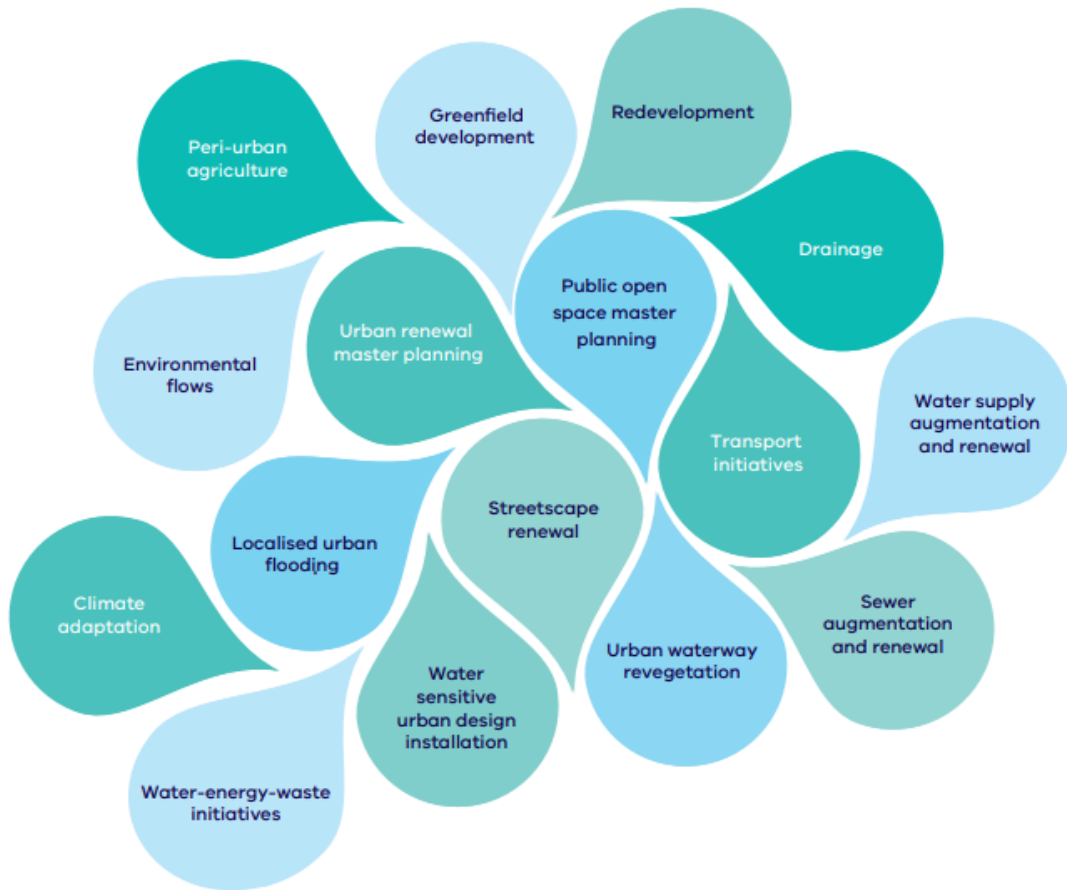 Greenfield
development
Redevelopment
Peri-urban
agriculture
Drainage
Public open
space master
planning
Urban renewal
master planning
Environmental
flows
Water supply
augmentation
and renewal
Transport
initiatives
Streetscape
renewal
Localised urban
flooding
Climate
adaptation
Sewer
augmentation
and renewal
Urban waterway
revegetation
Water
sensitive
urban design
installation
Water-energy-waste
initiatives